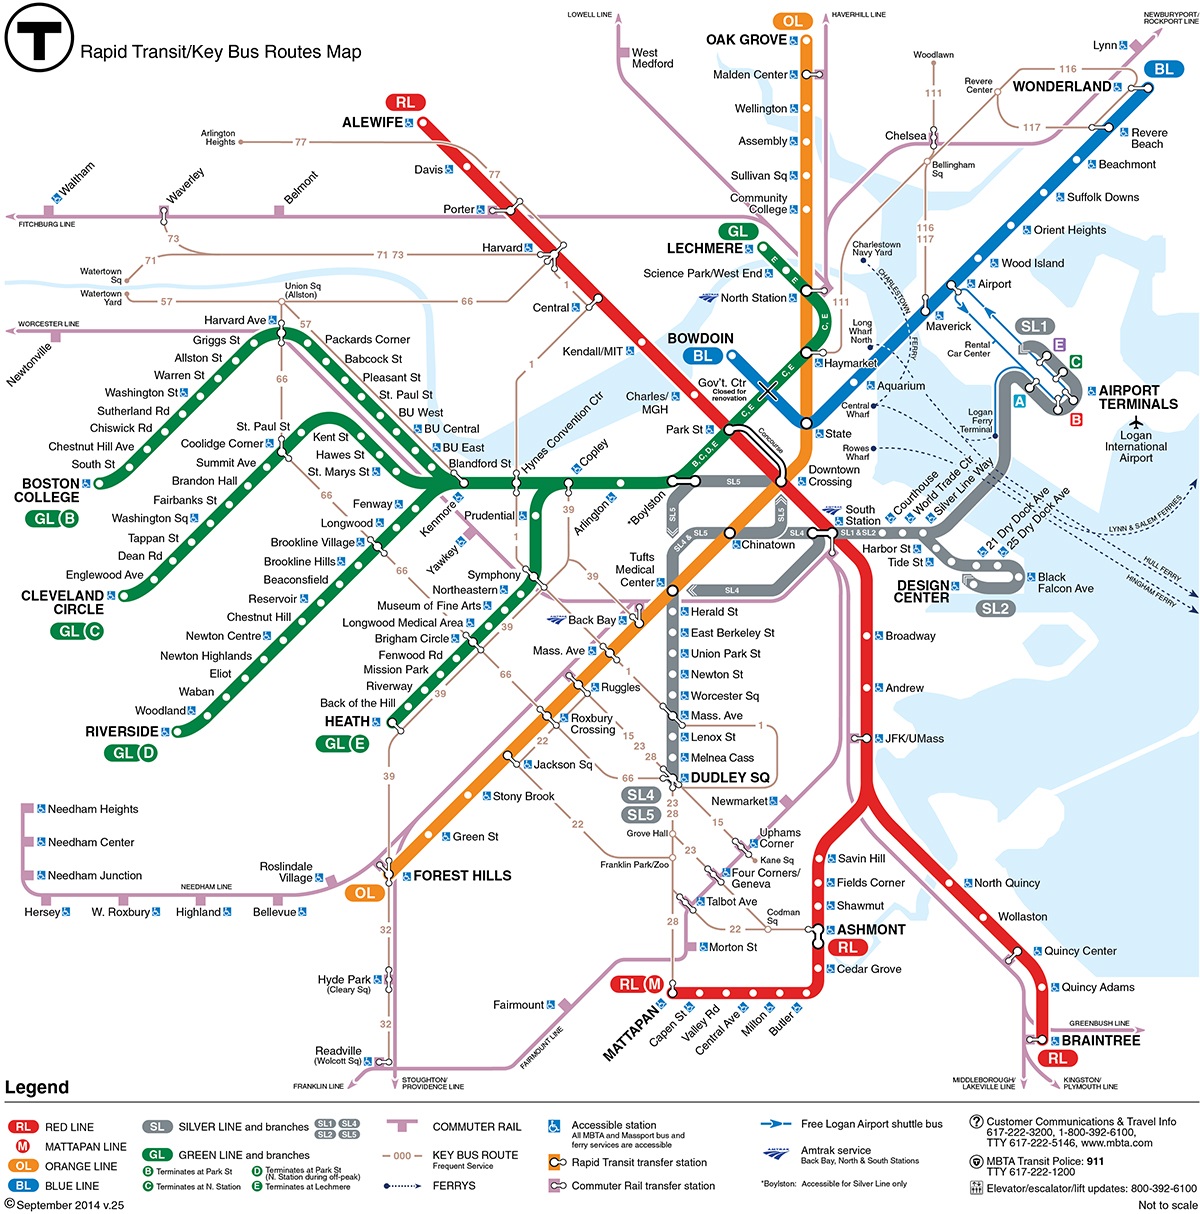 T
Rapid Transit/Key Bus Routes Map
LOWELL LINE
HAVERHILL LINE
NEWBURYPORT/
ROCKPORT LINE
OL
OAK GROVE
West
Medford
Malden Center
Wellington
Assembly
Sullivan Sq
Community
College
Woodlawn
111
Revere
Center
116
117
Lynn
BL
WONDERLAND
Chelsea
Bellingham
Sq
Revere
Beach
Beachmont
Suffolk Downs
Orient Heights
Wood Island
Airport
Maverick
116
117
111
RL
ALEWIFE
Arlington
Heights
77
77
Davis
Porter
Harvard
Central
Kendall/MIT
Charles/
MGH
Park St
Waltham
Waverley
Belmont
FITCHBURG LINE
73
71
71 73
Watertown
Sq
Watertown
Yard
57
Union Sq
(Allston)
66
57
66
1
1
GL
LECHMERE
Science Park/West End
AMTRAK
North Station
E
E
C, E
C, E
C, E
BOWDOIN
BL
Gov't. Ctr
Closed for
renovation
Haymarket
Charlestown
Navy Yard
CHARLESTOWN
FERRY
Long
Wharf
North
Aquarium
Central
Wharf
Rowes
Wharf
State
Concourse
Downtown
Crossing
B, C, D, E
Rental
Car Center
SL1
E
C
A
B
AIRPORT
TERMINALS
Logan
International
Airport
Logan
Ferry
Terminal
WORCESTER LINE
Newtonville
Harvard Ave
Griggs St
Allston St
Warren St
Washington St
Sutherland Rd
Chiswick Rd
Chestnut Hill Ave
South St
BOSTON
COLLEGE
GL B
Packards Corner
Babcock St
Pleasant St
St. Paul St
BU West
BU Central
BU East
Blandford St
St. Paul St
Coolidge Corner
Summit Ave
Brandon Hall
Fairbanks St
Washington Sq
Tappan St
Dean Rd
Englewood Ave
CLEVELAND
CIRCLE
GL C
Kent St
Hawes St
St. Marys St
66
Kenmore
Yawkey
Hynes Convention Ctr
Copley
Arlington
*Boylston
Fenway
Longwood
Brookline Village
Brookline Hills
Beaconsfield
Reservoir
Chestnut Hill
Newton Centre
Newton Highlands
Eliot
Waban
Woodland
RIVERSIDE
GL D
66
Prudential
1
39
39
Symphony
Northeastern
Museum of Fine Arts
Longwood Medical Area
Brigham Circle
Fenwood Rd
Mission Park
Riverway
Back of the Hill
HEATH
GL E
39
39
39
66
SL5
SL5
SL5
SL4 & SL5
SL4
SL4
SL1 & SL2
Chinatown
AMTRAK
South
Station
Courthouse
World Trade Ctr
Silver Line Way
Harbor St
Tide St
21 Dry Dock Ave
25 Dry Dock Ave
DESIGN
CENTER
SL2
Black
Falcon Ave
LYNN & SALEM FERRIES
HULL FERRY
HINGHAM FERRY
Tufts
Medical
Center
AMTRAK
Back Bay
Mass. Ave
Ruggles
Roxbury
Crossing
Jackson Sq
Stony Brook
Green St
FOREST HILLS
OL
Herald St
East Berkeley St
Union Park St
Newton St
Worcester Sq
Mass. Ave
Lenox St
Melnea Cass
DUDLEY SQ
SL4
SL5
1
1
15
23
28
22
66
22
23
28
15
Grove Hall
23
Franklin Park/Zoo
28
22
Newmarket
Uphams
Corner
Kane Sq
Four Corners/
Geneva
Talbot Ave
Codman
Sq
Morton St
Broadway
Andrew
JFK/UMass
Savin Hill
Fields Corner
Shawmut
ASHMONT
RL
Cedar Grove
Butler
Milton
Central Ave
Valley Rd
Capen St
MATTAPAN
RL M
North Quincy
Wollaston
Quincy Center
Quincy Adams
GREENBUSH LINE
BRAINTREE
RL
MIDDLEBOROUGH/
LAKEVILLE LINE
KINGSTON/
PLYMOUTH LINE
Needham Heights
Needham Center
Needham Junction
NEEDHAM LINE
Hersey
W. Roxbury
Highland
Bellevue
Roslindale
Village
32
Hyde Park
(Cleary Sq)
32
Readville
(Wolcott Sq)
FRANKLIN LINE
STOUGHTON/
PROVIDENCE LINE
Fairmount
FAIRMOUNT LINE
Legend
RL RED LINE
M MATTAPAN LINE
OL ORANGE LINE
BL BLUE LINE
© September 2014 v.25
SL SILVER LINE and branches SL1 SL4 SL2 SL5
GL GREEN LINE and branches
B Terminates at Park St
C Terminates at N. Station
D Terminates at Park St
(N. Station during off-peak)
E Terminates at Lechmere
COMMUTER RAIL
000 KEY BUS ROUTE
Frequent Service
FERRYS
Accessible station
All MBTA and Massport bus and
ferry services are accessible
Rapid Transit transfer station
Commuter Rail transfer station
Free Logan Airport shuttle bus
AMTRAK Amtrak service
Back Bay, North & South Stations
*Boylston: Accessible for Silver Line only
? Customer Communications & Travel Info
617-222-3200, 1-800-392-6100,
TTY 617-222-5146, www.mbta.com
T MBTA Transit Police: 911
TTY 617-222-1200
Elevator/escalator/lift updates: 800-392-6100
Not to scale